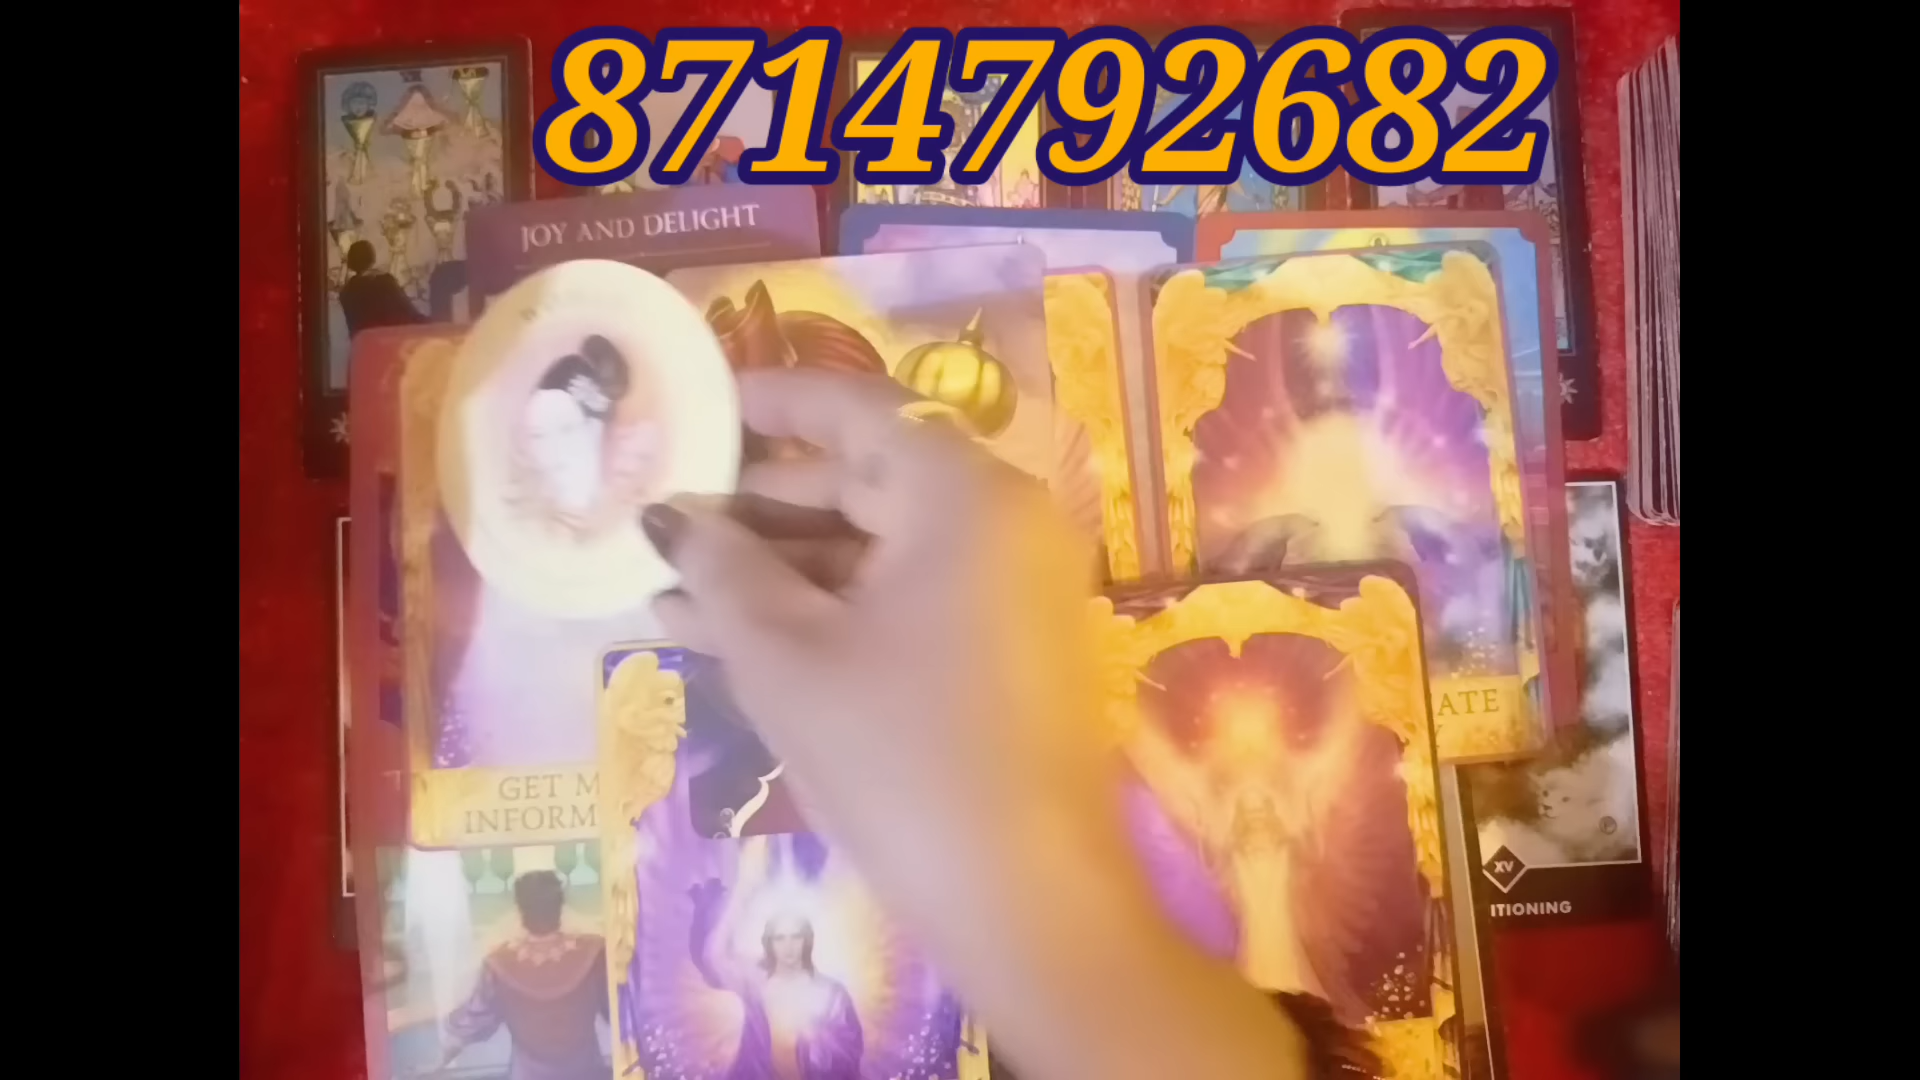 8714792682
JOY AND DELIGHT
GET M
INFORM
ATE
XV
ITIONING